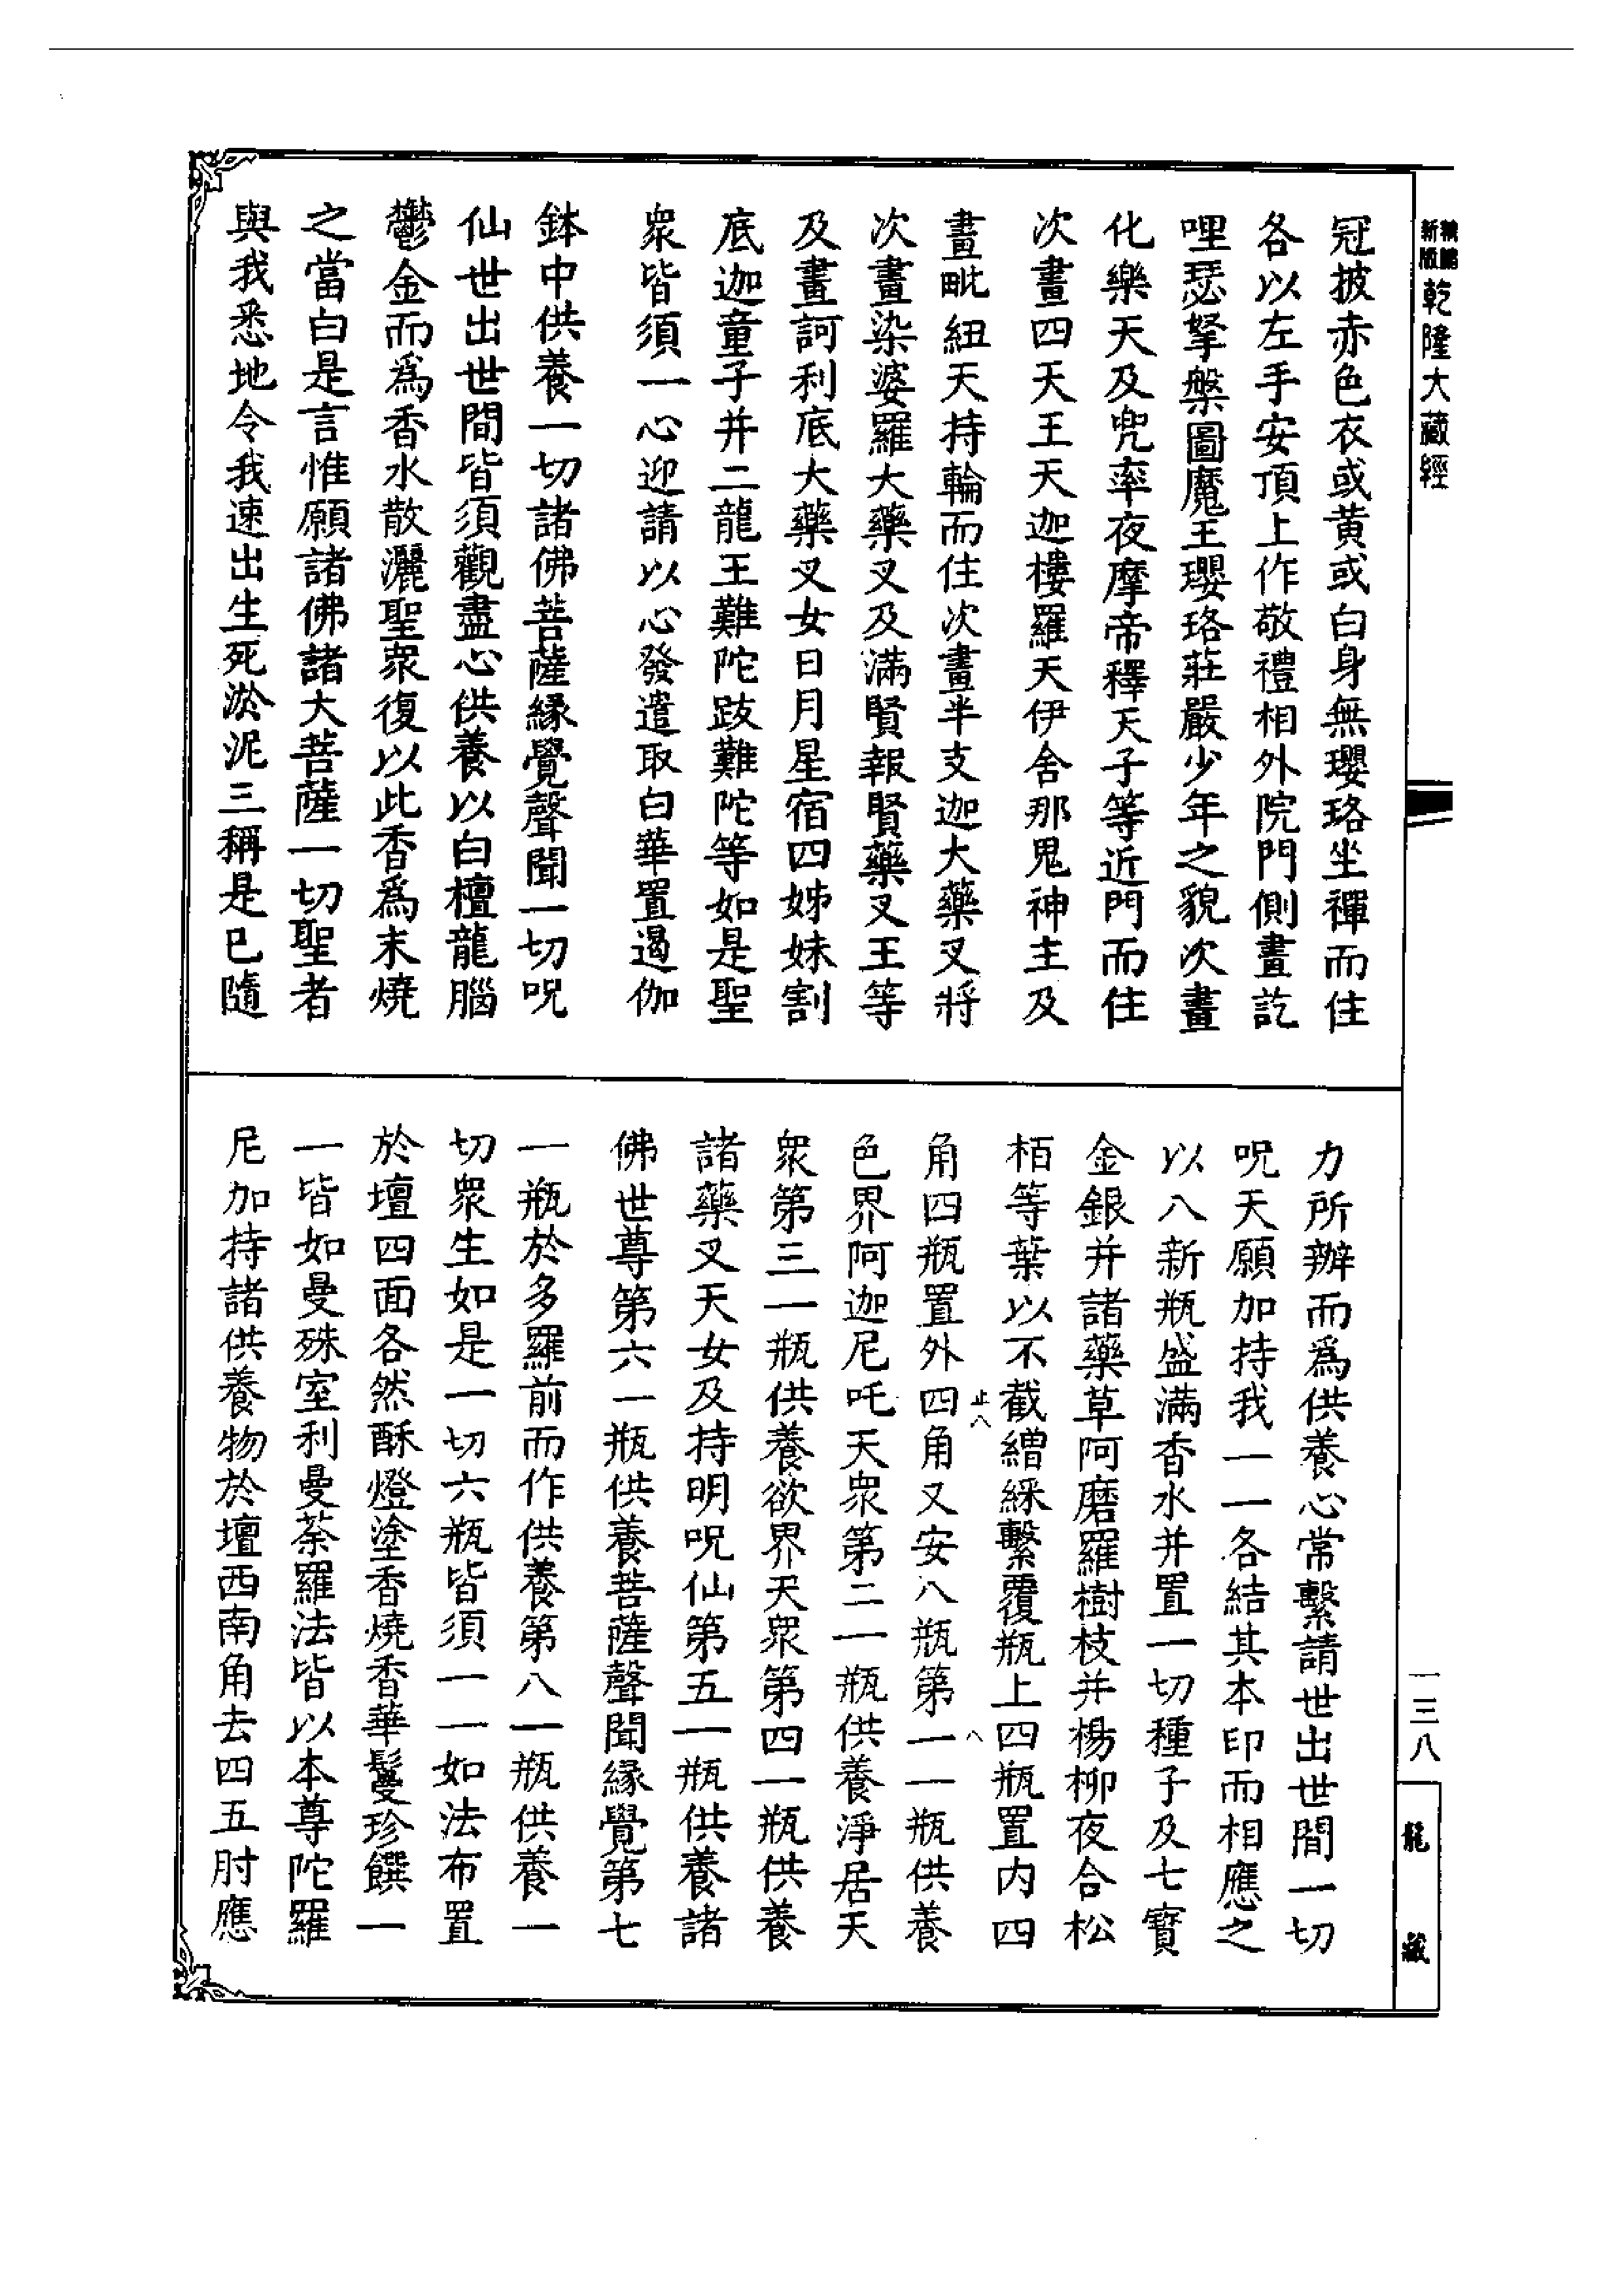 新版
乾隆大藏經
冠披赤色衣或黄或白身無瓔珞坐禪而住
各以左手安頂上作敬禮相外院門側畫訖
哩瑟拏槃圖魔王瓔珞莊嚴少年之貌次畫
化樂天及兜率夜摩帝釋天子等近門而住
次畫四天王天迦樓羅天伊舍那鬼神主及
畫毗紐天持輪而住次畫半支迦大藥叉將
次畫染婆羅大藥叉及滿賢報賢藥叉王等
及畫訶利底大藥叉女日月星宿四姊妹割
底迦童子并二龍王難陀跋難陀等如是聖
衆皆須一心迎請以心發遣取白華置遏伽
鉢中供養一切諸佛菩薩緣覺聲聞一切呪
仙世出世間皆須觀盡心供養以白檀龍腦
鬱金而爲香水散灑聖衆復以此香爲末燒
之當白是言惟願諸佛諸大菩薩一切聖者
與我悉地令我速出生死淤泥三稱是已隨
力所辦而爲供養心常繫請世出世間一切
呪天願加持我一一各結其本印而相應之
以八新瓶盛滿香水并置一切種子及七寶
金銀并諸藥草阿磨羅樹枝并楊柳夜合松
栢等葉以不截繒綵繫覆瓶上四瓶置内四
止八
八
角四瓶置外四角又安八瓶第一一瓶供養
色界阿迦尼吒天衆第二一瓶供養淨居天
衆第三一瓶供養欲界天衆第四一瓶供養
諸藥叉天女及持明呪仙第五一瓶供養諸
佛世尊第六一瓶供養菩薩聲聞緣覺第七
一瓶於多羅前而作供養第八一瓶供養一
切衆生如是一切六瓶皆須一一如法布置
於壇四面各然酥燈塗香燒香華鬘珍饌一
一皆如曼殊室利曼荼羅法皆以本尊陀羅
尼加持諸供養物於壇西南角去四五肘應
一三八
龍藏